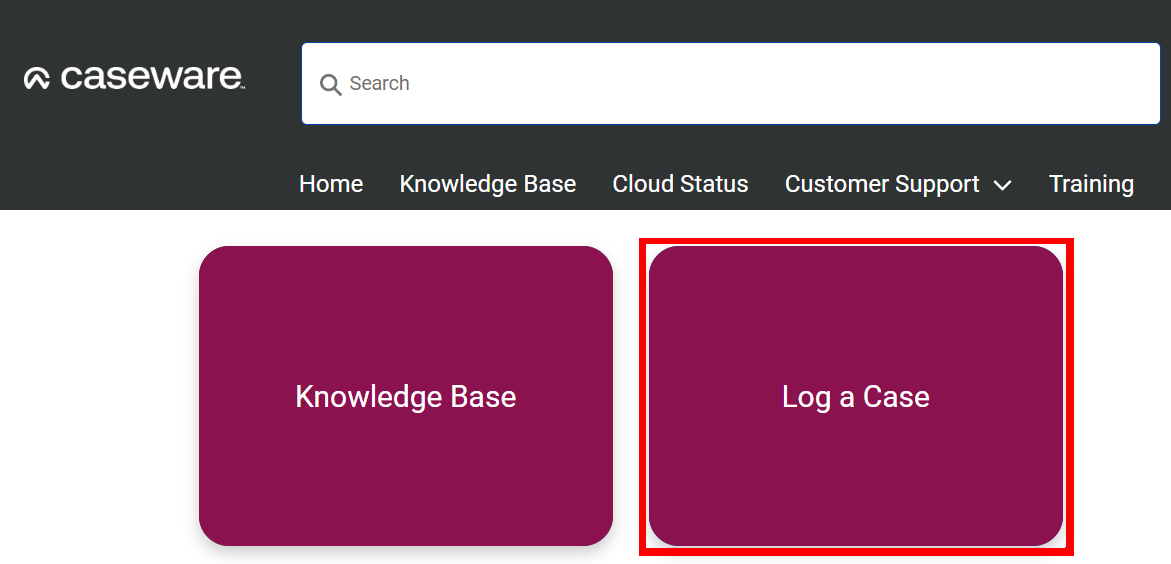 caseware™
Search
Home Knowledge Base Cloud Status Customer Support Training
Knowledge Base
Log a Case